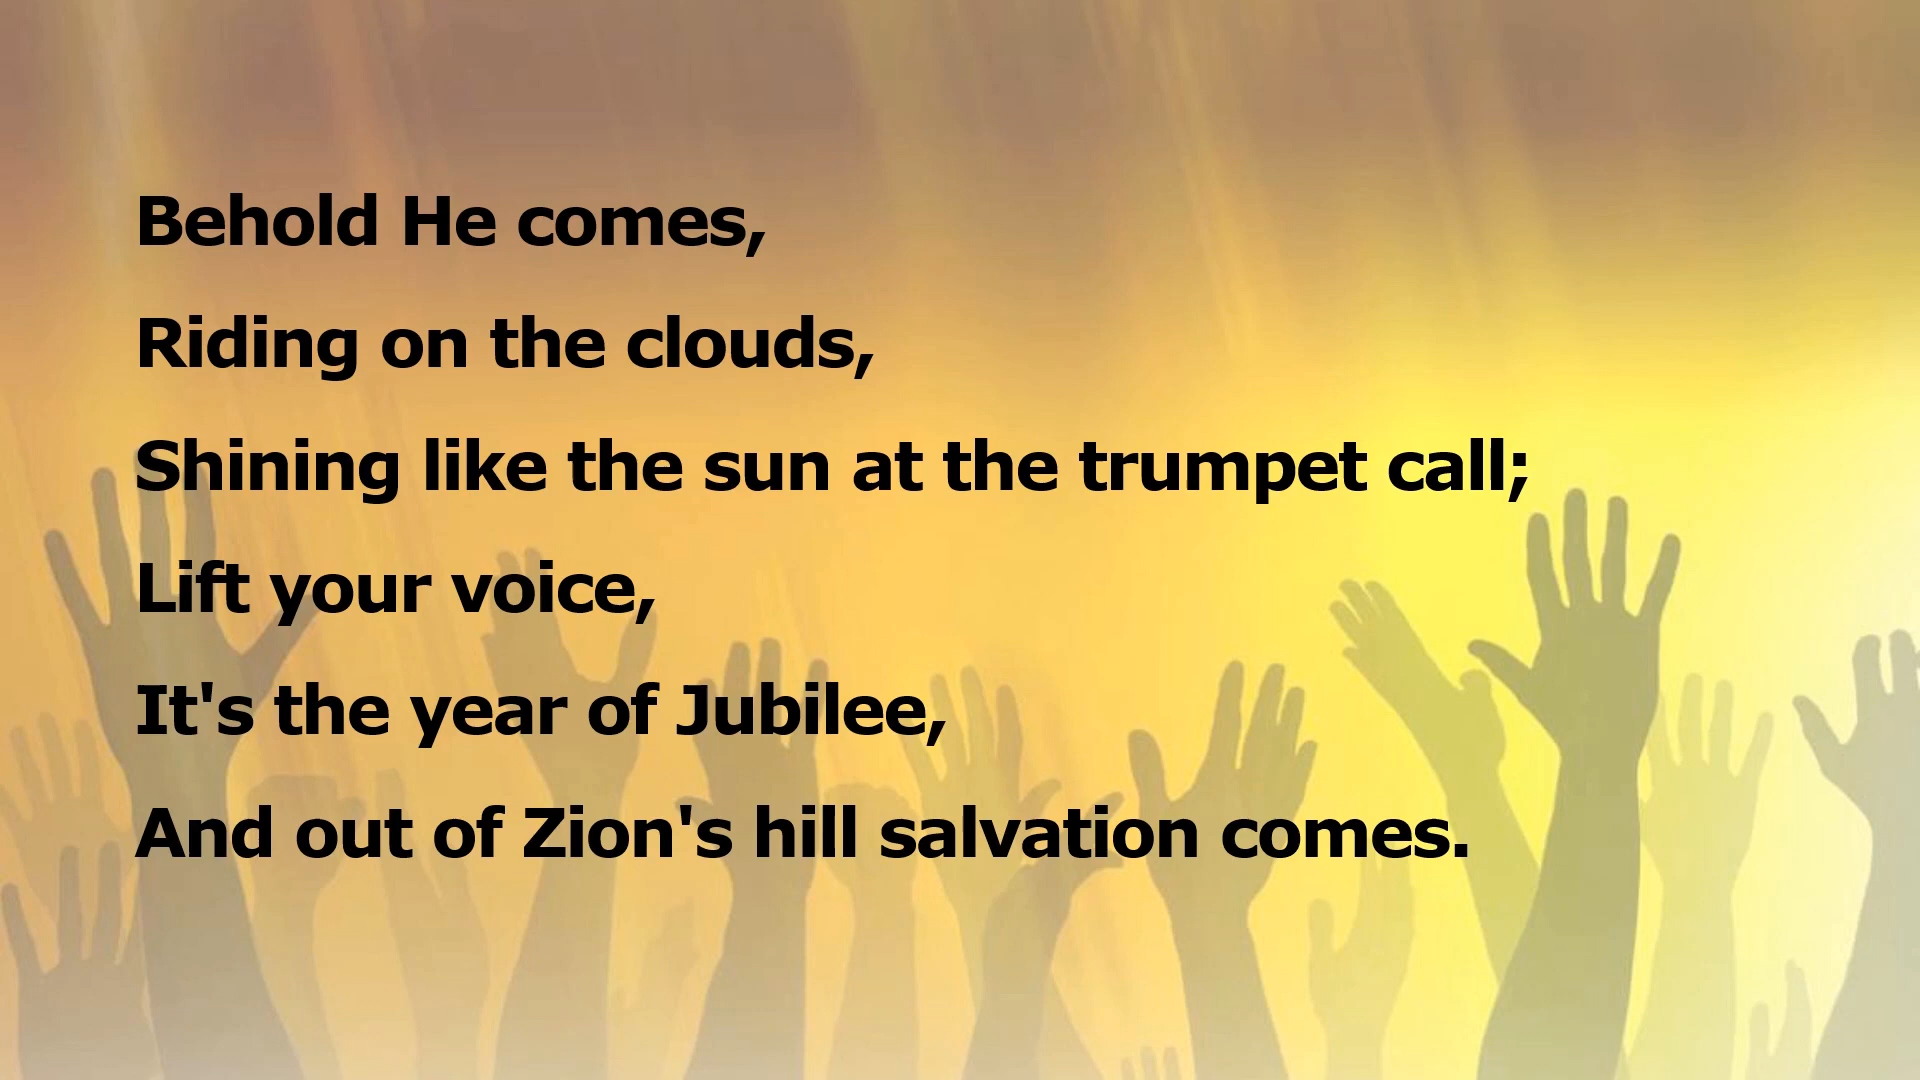 Behold He comes,
Riding on the clouds,
Shining like the sun at the trumpet call;
Lift your voice,
It's the year of Jubilee,
And out of Zion's hill salvation comes.